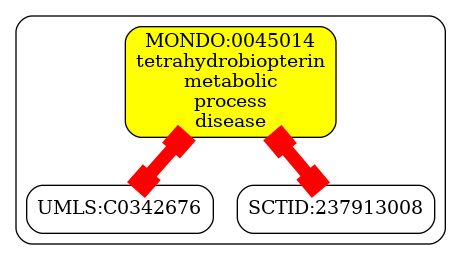 MONDO:0045014
tetrahydrobiopterin
metabolic
process
disease
UMLS:C0342676
SCTID:237913008